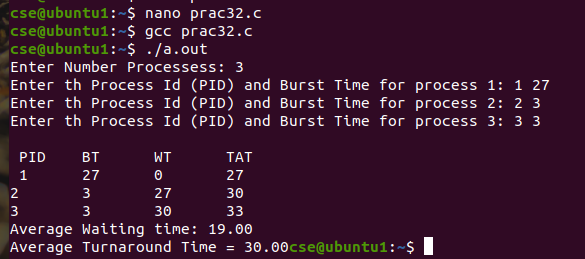 cse@ubuntu1:~$ nano prac32.c
cse@ubuntu1:~$ gcc prac32.c
cse@ubuntu1:~$ ./a.out
Enter Number Processess: 3
Enter th Process Id (PID) and Burst Time for process 1: 1 27
Enter th Process Id (PID) and Burst Time for process 2: 2 3
Enter th Process Id (PID) and Burst Time for process 3: 3 3
PID BT WT TAT
1 27 0 27
2 3 27 30
3 3 30 33
Average Waiting time: 19.00
Average Turnaround Time = 30.00cse@ubuntu1:~$